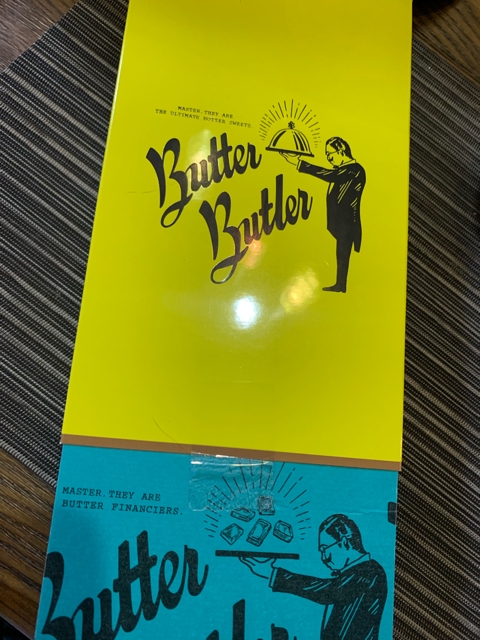 MASTER. THEY ARE
THE ULTIMATE BUTTER SWEETS.
Butter
Butler
MASTER. THEY ARE
BUTTER FINANCIERS.
Butter